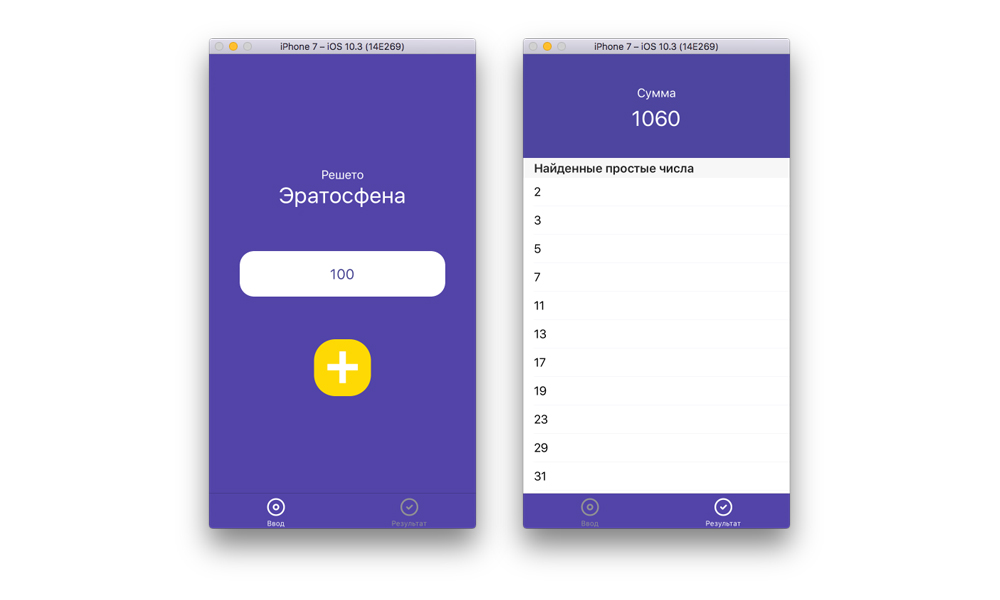 iPhone 7 – iOS 10.3 (14E269)
Решето
Эратосфена
100
Ввод
Результат
iPhone 7 – iOS 10.3 (14E269)
Сумма
1060
Найденные простые числа
2
3
5
7
11
13
17
19
23
29
31
Ввод
Результат